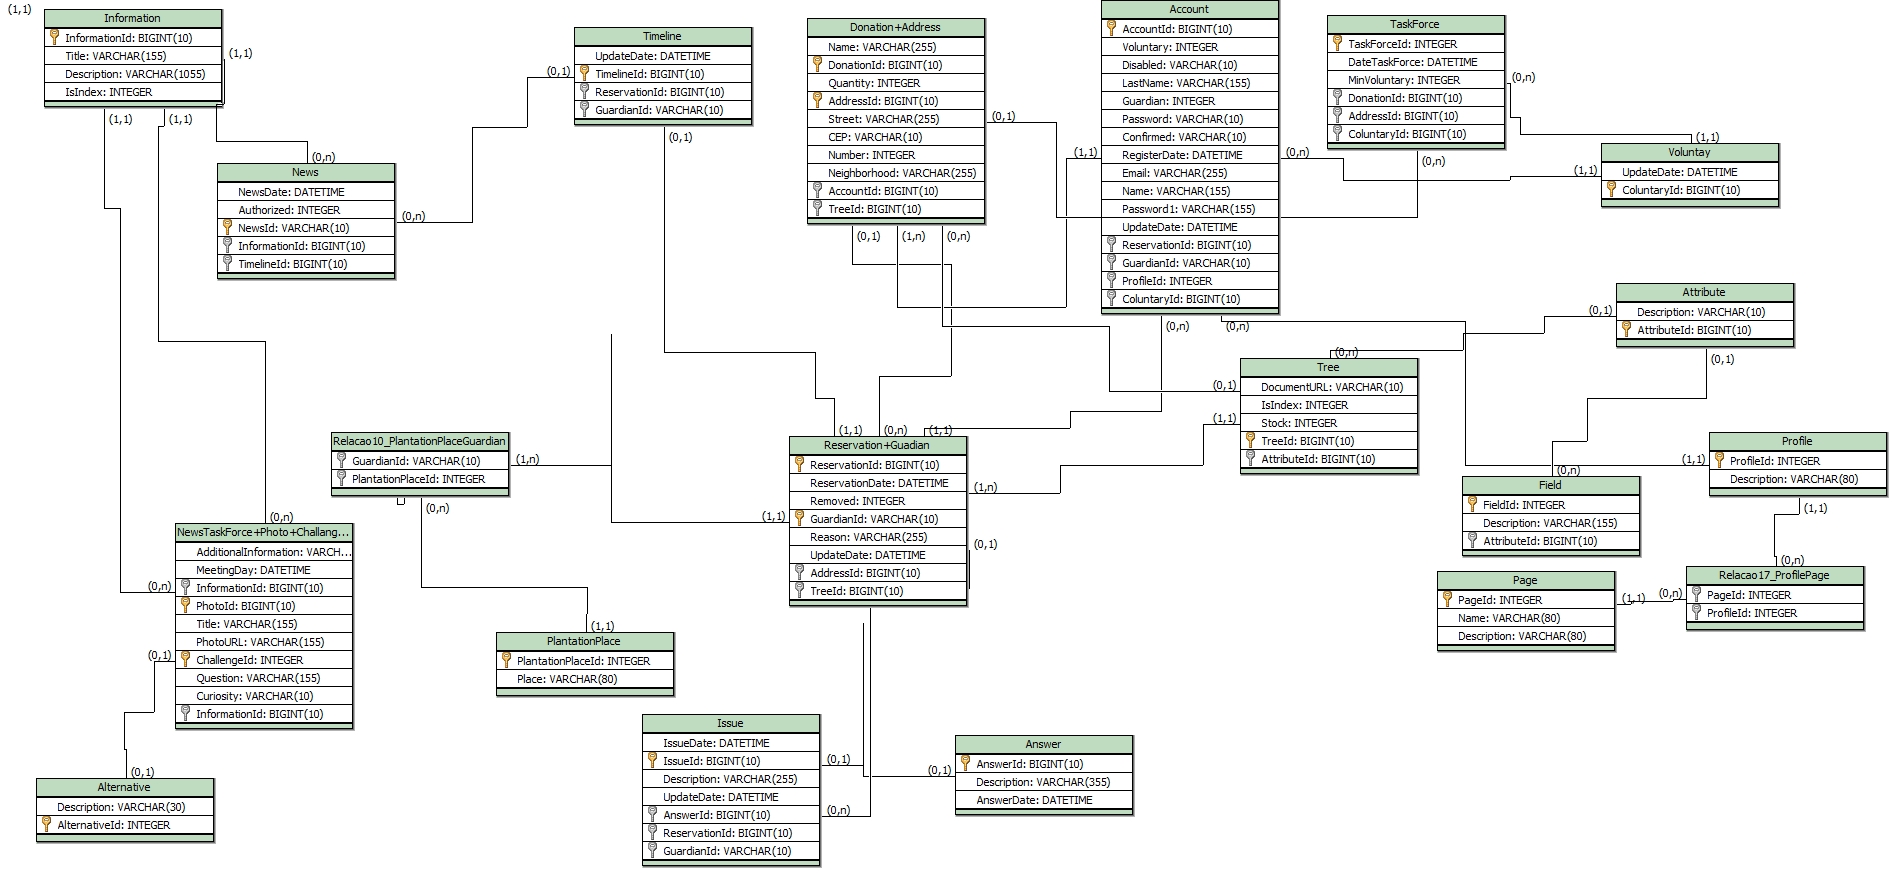 (1,1)
Information
InformationId: BIGINT(10)
Title: VARCHAR(155)
Description: VARCHAR(1055)
IsIndex: INTEGER
(1,1)
(1,1)
(1,1)
(0,n)
News
NewsDate: DATETIME
Authorized: INTEGER
NewsId: VARCHAR(10)
InformationId: BIGINT(10)
TimelineId: BIGINT(10)
(0,n)
(0,1)
Timeline
UpdateDate: DATETIME
TimelineId: BIGINT(10)
ReservationId: BIGINT(10)
GuardianId: VARCHAR(10)
(0,1)
Donation+Address
Name: VARCHAR(255)
DonationId: BIGINT(10)
Quantity: INTEGER
AddressId: BIGINT(10)
Street: VARCHAR(255)
CEP: VARCHAR(10)
Number: INTEGER
Neighborhood: VARCHAR(255)
AccountId: BIGINT(10)
TreeId: BIGINT(10)
(0,1)
(0,1)
(1,n)
(0,n)
(1,1)
Account
AccountId: BIGINT(10)
Voluntary: INTEGER
Disabled: VARCHAR(10)
LastName: VARCHAR(155)
Guardian: INTEGER
Password: VARCHAR(10)
Confirmed: VARCHAR(10)
RegisterDate: DATETIME
Email: VARCHAR(255)
Name: VARCHAR(155)
Password1: VARCHAR(155)
UpdateDate: DATETIME
ReservationId: BIGINT(10)
GuardianId: VARCHAR(10)
ProfileId: INTEGER
ColuntaryId: BIGINT(10)
(0,n)
(0,n)
(0,n)
TaskForce
TaskForceId: INTEGER
DateTaskForce: DATETIME
MinVoluntary: INTEGER
DonationId: BIGINT(10)
AddressId: BIGINT(10)
ColuntaryId: BIGINT(10)
(0,n)
(0,n)
(1,1)
(1,1)
Voluntay
UpdateDate: DATETIME
ColuntaryId: BIGINT(10)
Attribute
Description: VARCHAR(10)
AttributeId: BIGINT(10)
(0,1)
(0,1)
(0,n)
Tree
DocumentURL: VARCHAR(10)
IsIndex: INTEGER
Stock: INTEGER
TreeId: BIGINT(10)
AttributeId: BIGINT(10)
(0,1)
(1,1)
(1,1)
Profile
ProfileId: INTEGER
Description: VARCHAR(80)
(1,1)
(0,n)
Field
FieldId: INTEGER
Description: VARCHAR(155)
AttributeId: BIGINT(10)
Page
PageId: INTEGER
Name: VARCHAR(80)
Description: VARCHAR(80)
(1,1)
(0,n)
(0,n)
Relacao17_ProfilePage
PageId: INTEGER
ProfileId: INTEGER
Relacao10_PlantationPlaceGuardian
GuardianId: VARCHAR(10)
PlantationPlaceId: INTEGER
(1,n)
(0,n)
(1,1)
(1,1)
(0,n)
(1,1)
Reservation+Guadian
ReservationId: BIGINT(10)
ReservationDate: DATETIME
Removed: INTEGER
GuardianId: VARCHAR(10)
Reason: VARCHAR(255)
UpdateDate: DATETIME
AddressId: BIGINT(10)
TreeId: BIGINT(10)
(1,n)
(0,1)
(0,n)
NewsTaskForce+Photo+Challang...
AdditionalInformation: VARCH...
MeetingDay: DATETIME
InformationId: BIGINT(10)
PhotoId: BIGINT(10)
Title: VARCHAR(155)
PhotoURL: VARCHAR(155)
ChallengeId: INTEGER
Question: VARCHAR(155)
Curiosity: VARCHAR(10)
InformationId: BIGINT(10)
(0,n)
(0,1)
(0,1)
Alternative
Description: VARCHAR(30)
AlternativeId: INTEGER
(1,1)
PlantationPlace
PlantationPlaceId: INTEGER
Place: VARCHAR(80)
Issue
IssueDate: DATETIME
IssueId: BIGINT(10)
Description: VARCHAR(255)
UpdateDate: DATETIME
AnswerId: BIGINT(10)
ReservationId: BIGINT(10)
GuardianId: VARCHAR(10)
(0,1)
(0,n)
(0,1)
Answer
AnswerId: BIGINT(10)
Description: VARCHAR(355)
AnswerDate: DATETIME